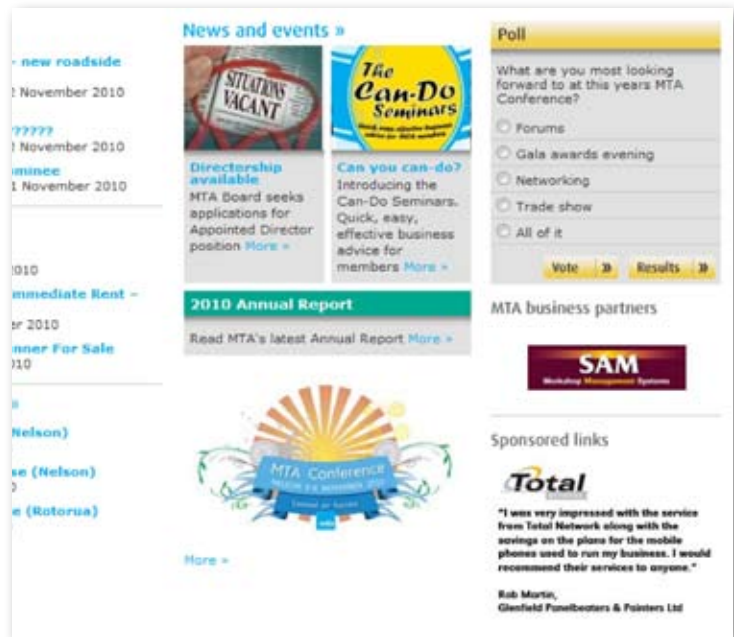 - new roadside
November 2010
??????
November 2010
ominee
1 November 2010
2010
mmediate Rent –
er 2010
nner For Sale
010
Nelson)
se (Nelson)
e (Rotorua)
News and events »
SITUATIONS
VACANT
Directorship
available
MTA Board seeks
applications for
Appointed Director
position More »
The
Can-Do
Seminars
Can you can-do?
Introducing the
Can-Do Seminars.
Quick, easy,
effective business
advice for
members More »
2010 Annual Report
Read MTA's latest Annual Report More »
MTA Conference
More »
Poll
What are you most looking
forward to at this years MTA
Conference?
Forums
Gala awards evening
Networking
Trade show
All of it
Vote »
Results »
MTA business partners
SAM
Workshop Management Systems
Sponsored links
Total
"I was very impressed with the service
from Total Network along with the
savings on the plans for the mobile
phones used to run my business. I would
recommend their services to anyone."
Rob Martin,
Glenfield Panelbeaters & Painters Ltd